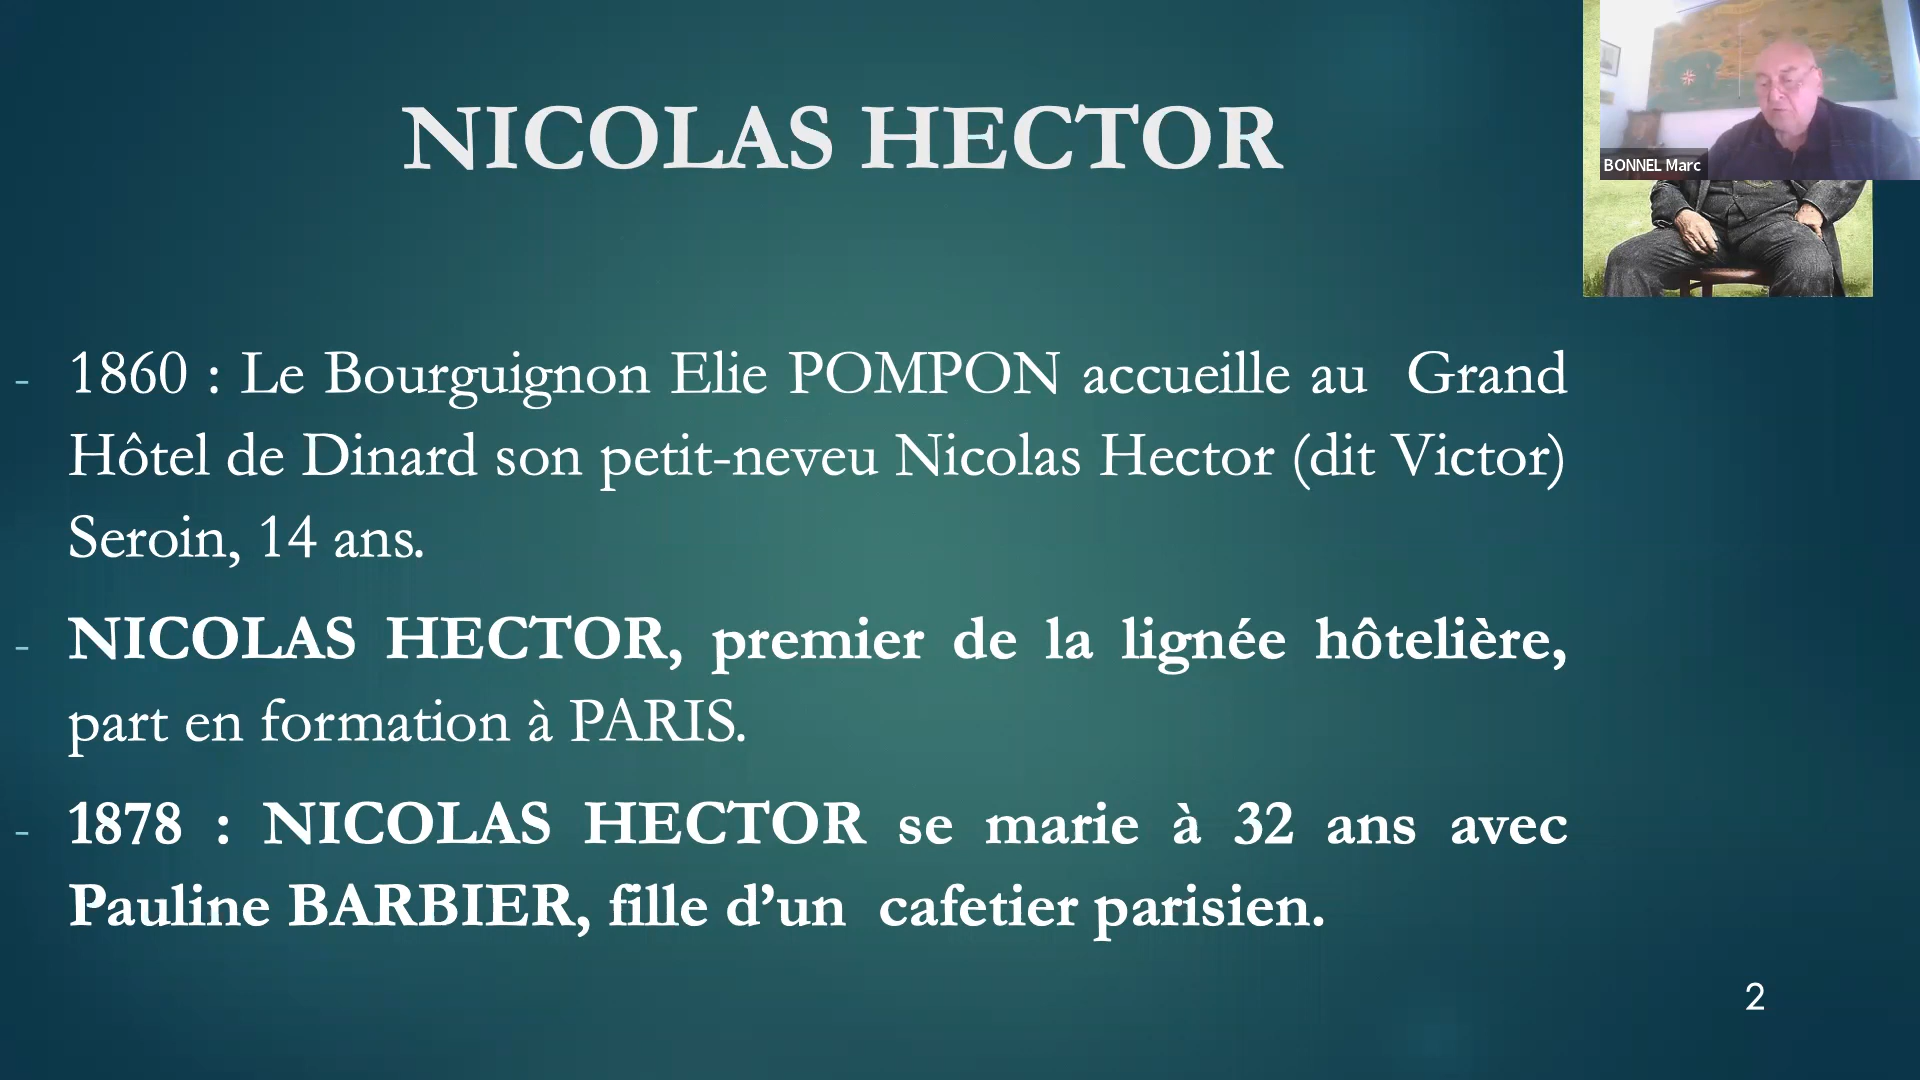 NICOLAS HECTOR
BONNEL Marc
- 1860 : Le Bourguignon Elie POMPON accueille au Grand
Hôtel de Dinard son petit-neveu Nicolas Hector (dit Victor)
Seroin, 14 ans.
- NICOLAS HECTOR, premier de la lignée hôtelière,
part en formation à PARIS.
- 1878 : NICOLAS HECTOR se marie à 32 ans avec
Pauline BARBIER, fille d’un cafetier parisien.
2